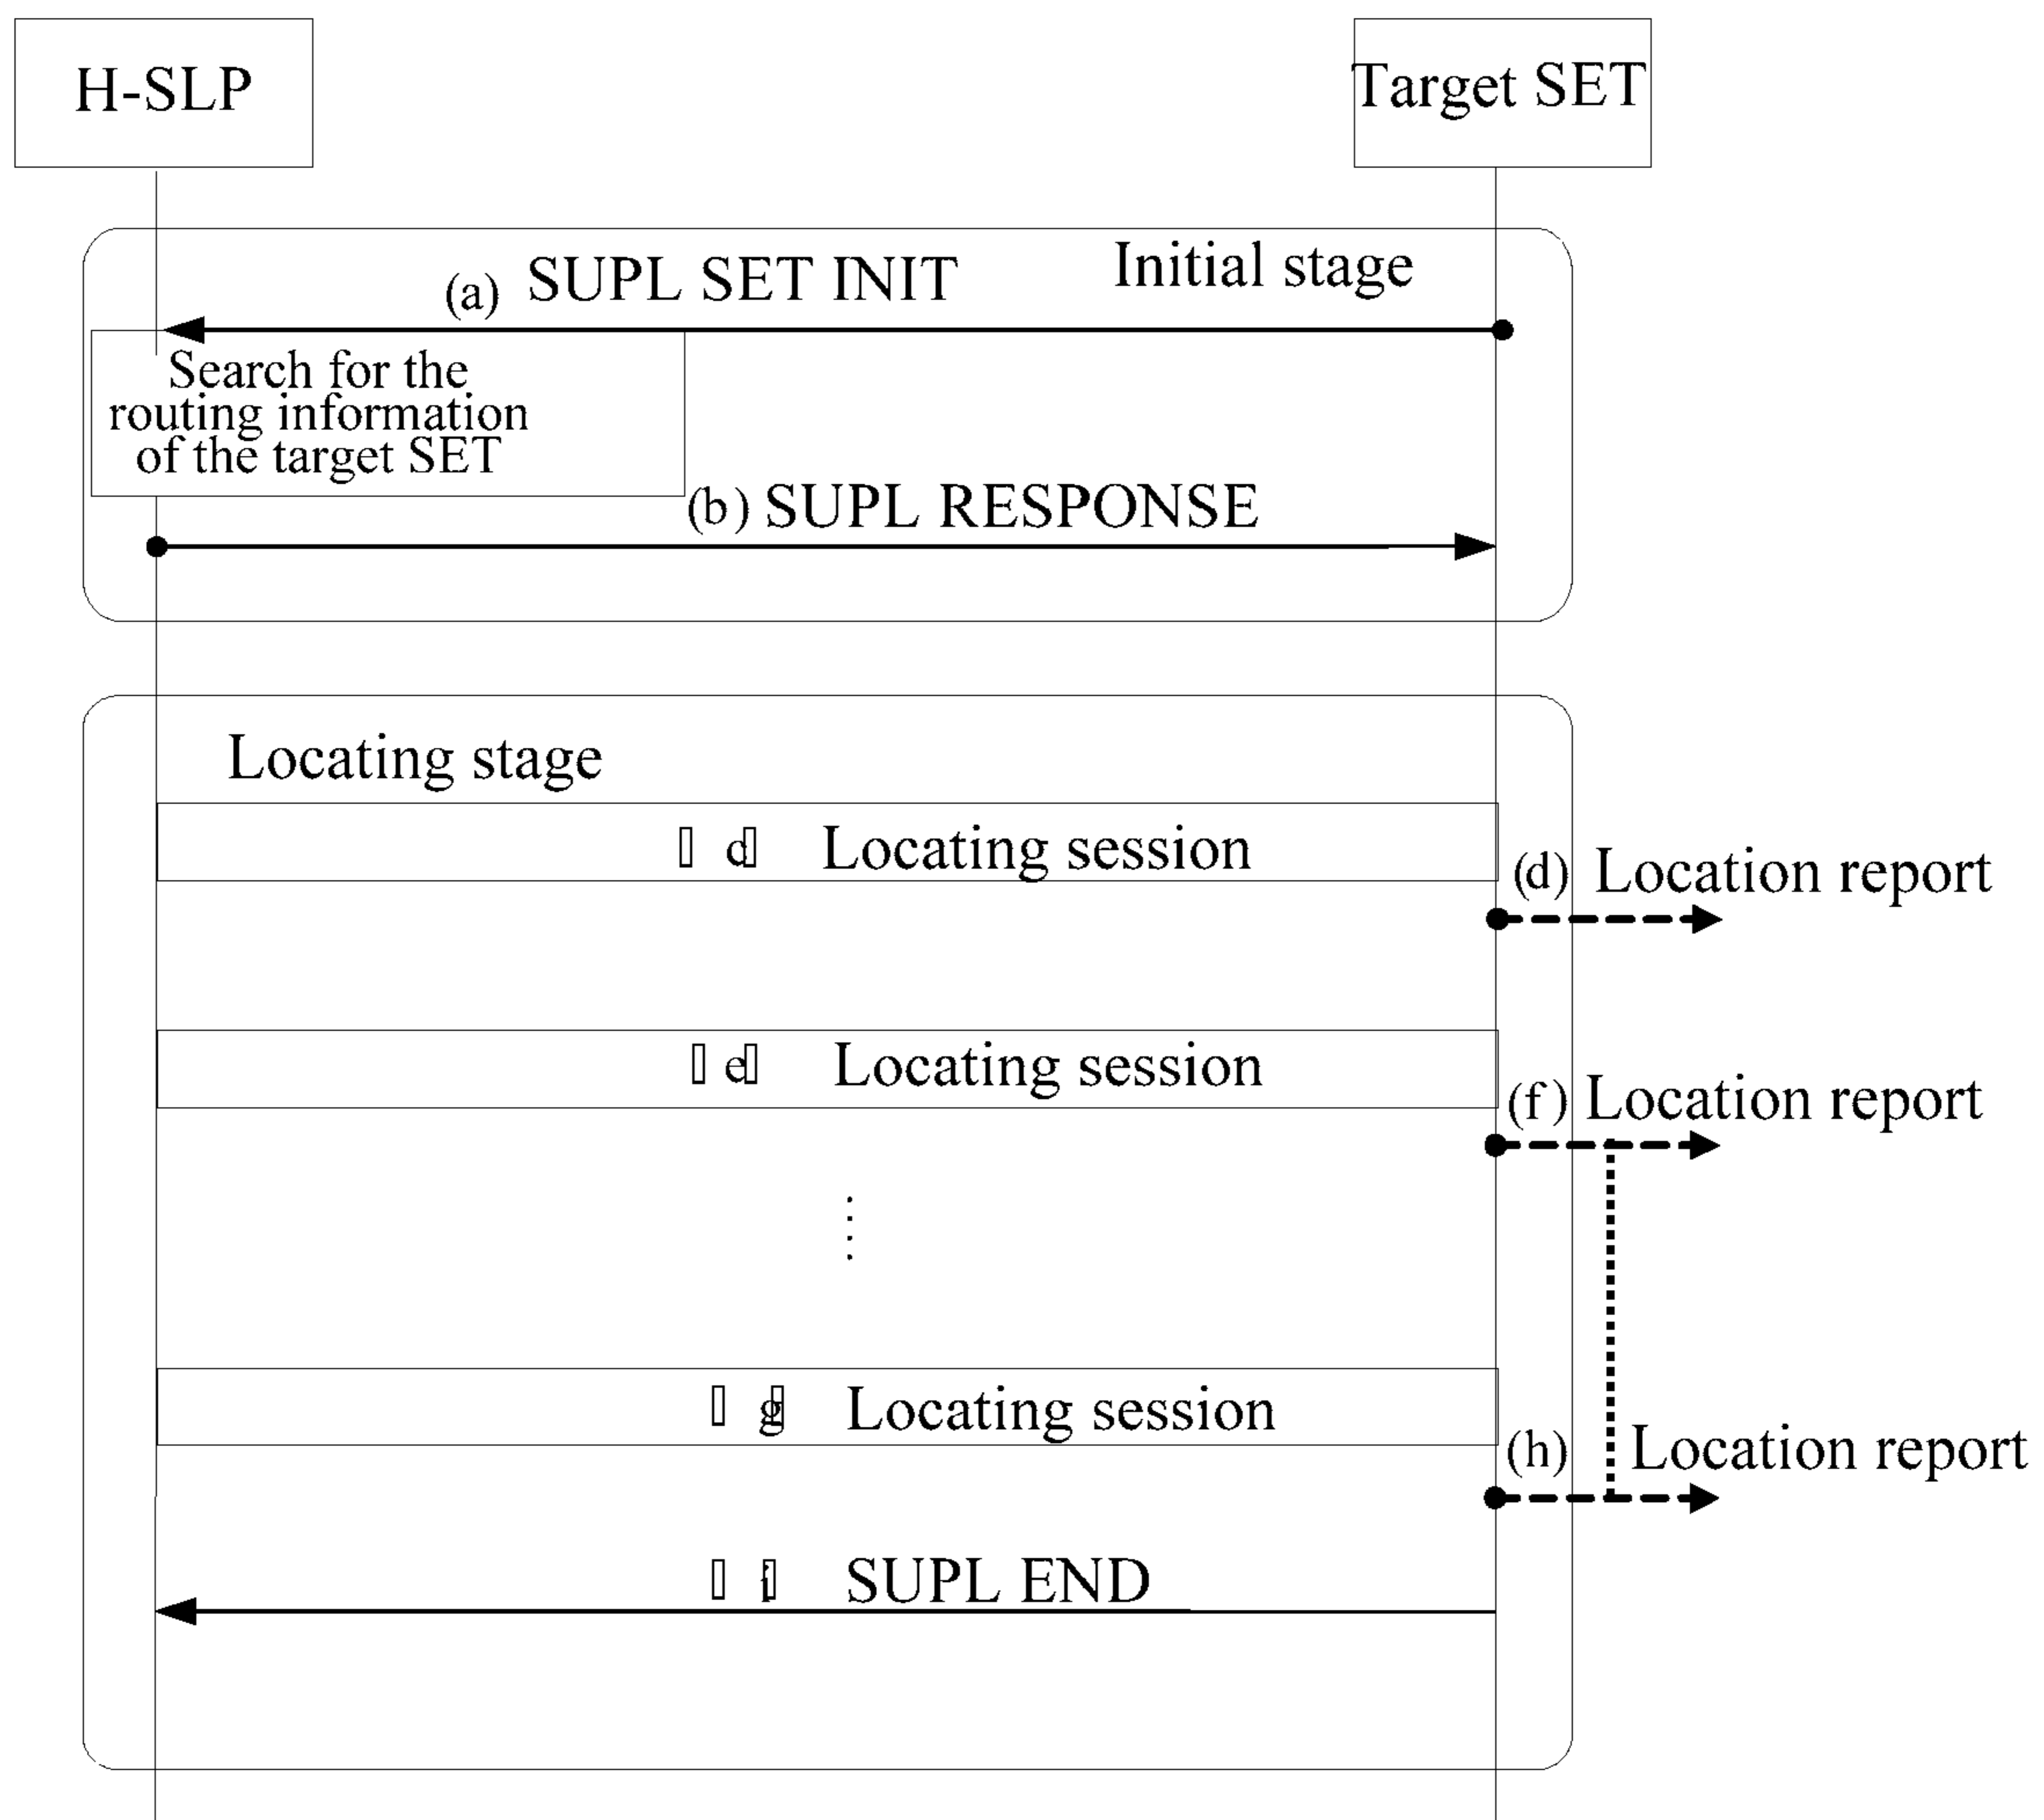 H-SLP
Target SET
Initial stage
(a) SUPL SET INIT
Search for the
routing information
of the target SET
(b) SUPL RESPONSE
Locating stage
▯ d▯ Locating session
(d) Location report
▯ e▯ Locating session
(f) Location report
▯ g▯ Locating session
(h) Location report
▯ i▯ SUPL END